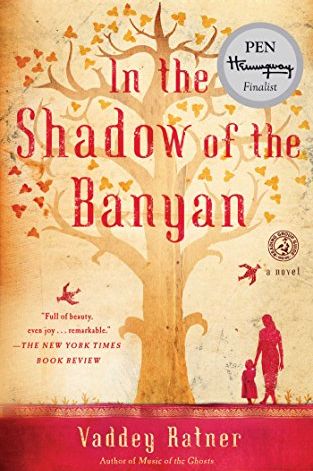 PEN
Hemingway
Finalist
In the
Shadow of the
Banyan
a novel
"Full of beauty,
even joy . . . remarkable."
—THE NEW YORK TIMES
BOOK REVIEW
Vaddey Ratner
Author of Music of the Ghosts